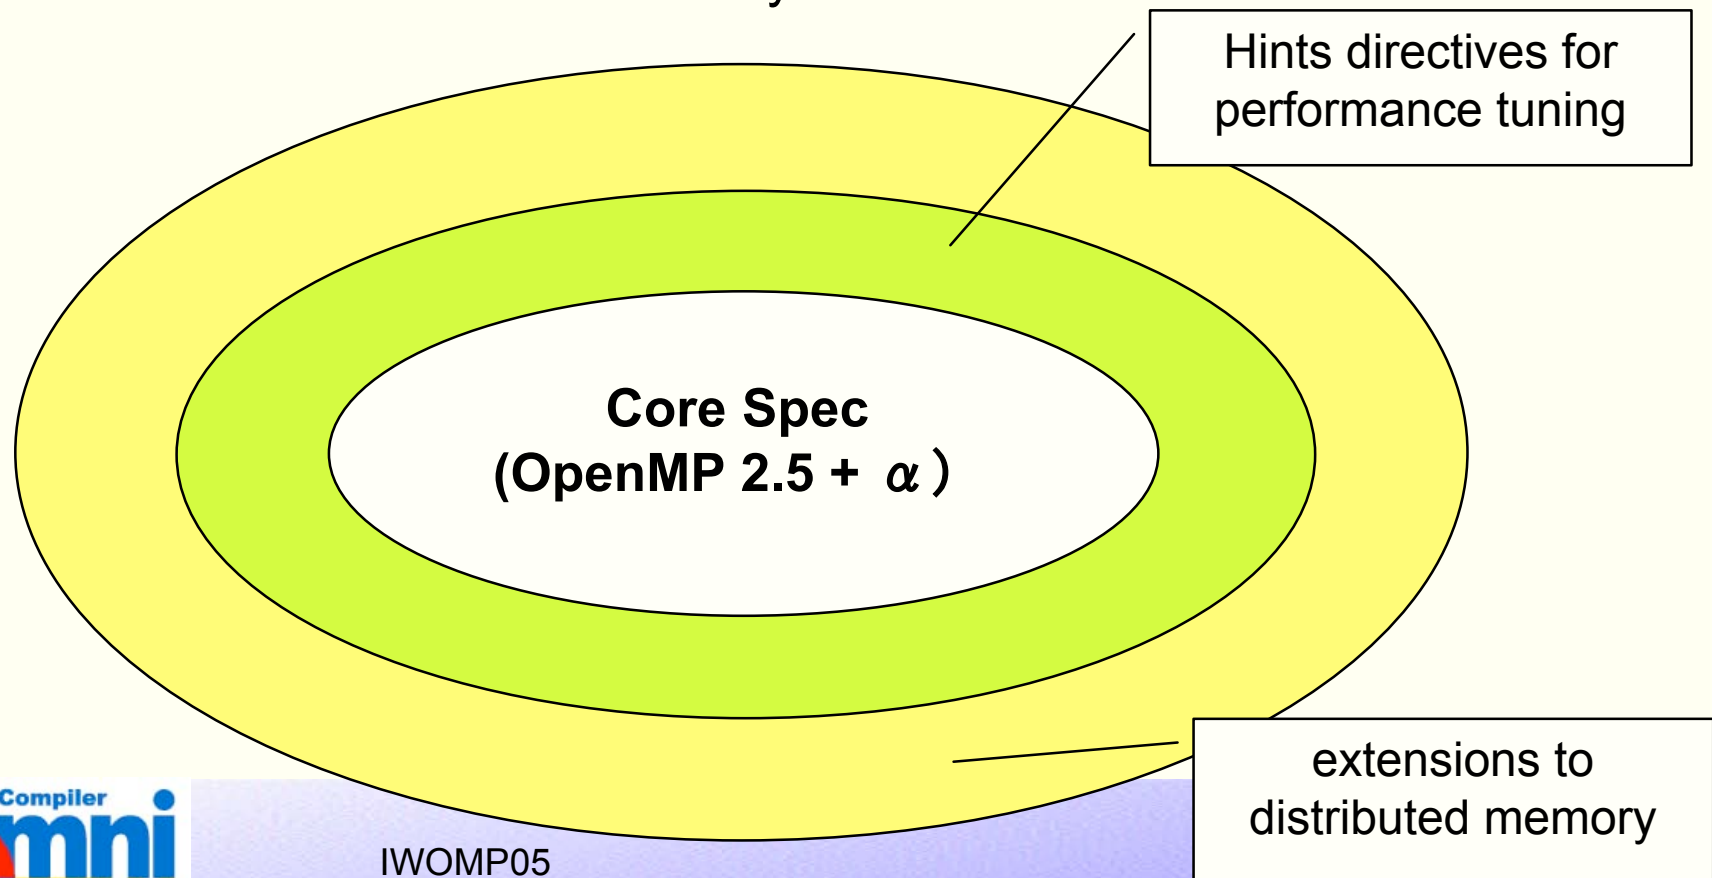 Hints directives for
performance tuning
Core Spec
(OpenMP 2.5 + α)
extensions to
distributed memory
Compiler
mni
IWOMP05